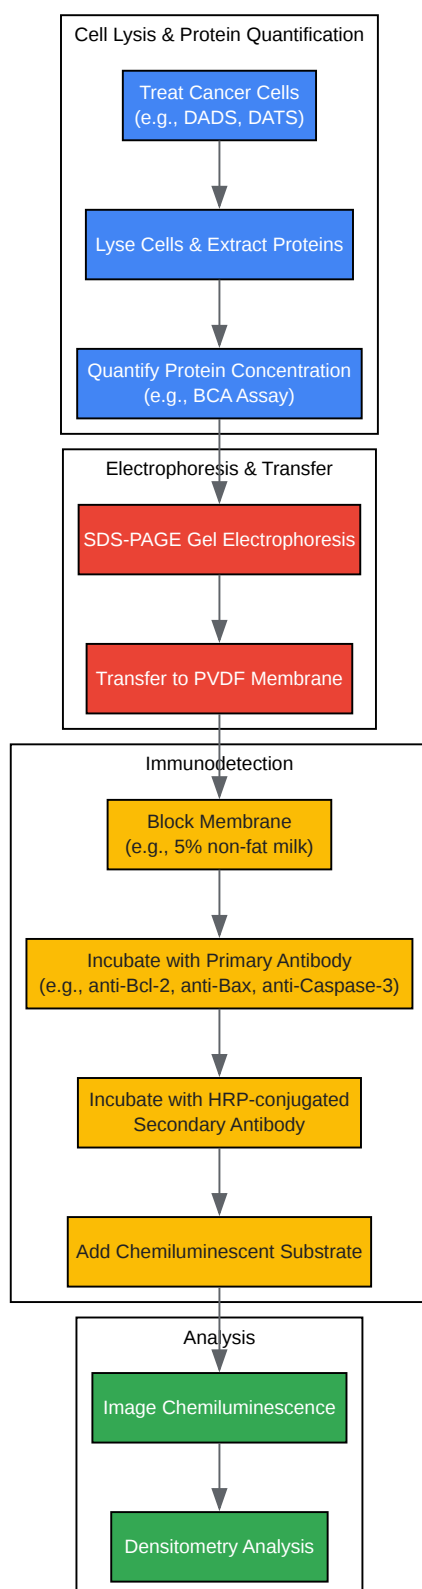 Cell Lysis & Protein Quantification
Treat Cancer Cells
(e.g., DADS, DATS)
Lyse Cells & Extract Proteins
Quantify Protein Concentration
(e.g., BCA Assay)
Electrophoresis & Transfer
SDS-PAGE Gel Electrophoresis
Transfer to PVDF Membrane
Immunodetection
Block Membrane
(e.g., 5% non-fat milk)
Incubate with Primary Antibody
(e.g., anti-Bcl-2, anti-Bax, anti-Caspase-3)
Incubate with HRP-conjugated
Secondary Antibody
Add Chemiluminescent Substrate
Analysis
Image Chemiluminescence
Densitometry Analysis